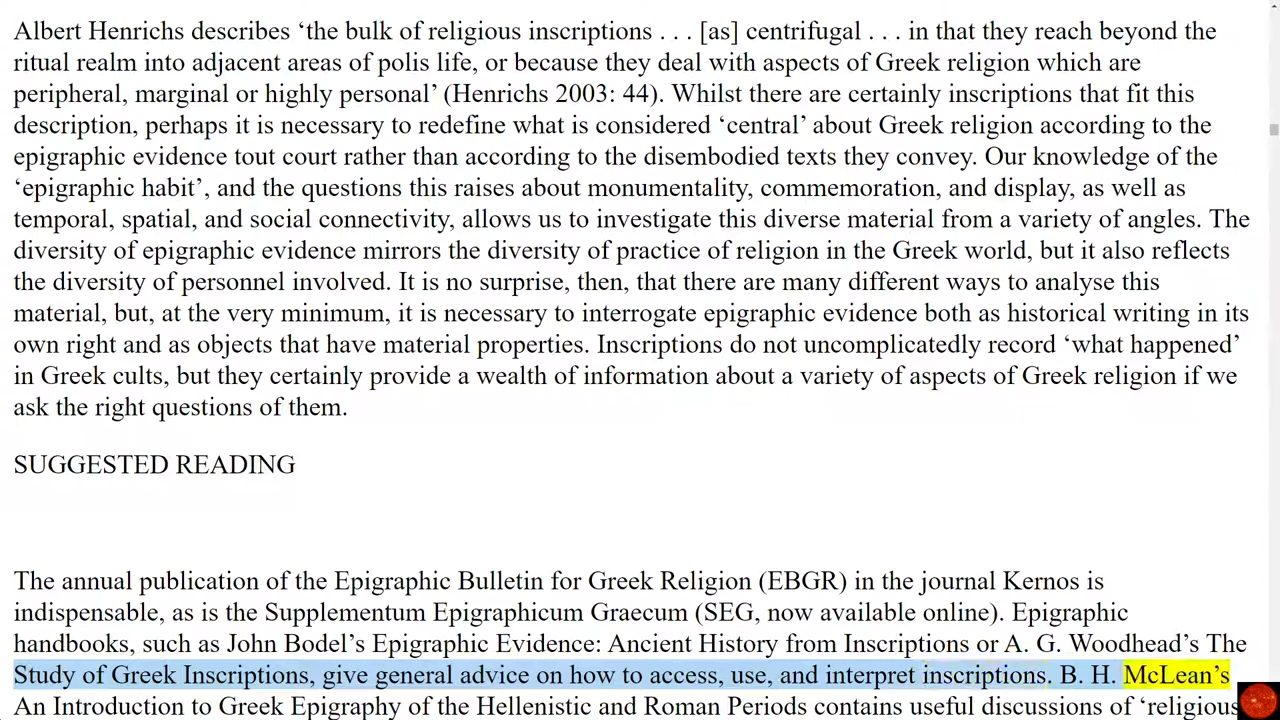 Albert Henrichs describes ‘the bulk of religious inscriptions . . . [as] centrifugal . . . in that they reach beyond the
ritual realm into adjacent areas of polis life, or because they deal with aspects of Greek religion which are
peripheral, marginal or highly personal’ (Henrichs 2003: 44). Whilst there are certainly inscriptions that fit this
description, perhaps it is necessary to redefine what is considered ‘central’ about Greek religion according to the
epigraphic evidence tout court rather than according to the disembodied texts they convey. Our knowledge of the
‘epigraphic habit’, and the questions this raises about monumentality, commemoration, and display, as well as
temporal, spatial, and social connectivity, allows us to investigate this diverse material from a variety of angles. The
diversity of epigraphic evidence mirrors the diversity of practice of religion in the Greek world, but it also reflects
the diversity of personnel involved. It is no surprise, then, that there are many different ways to analyse this
material, but, at the very minimum, it is necessary to interrogate epigraphic evidence both as historical writing in its
own right and as objects that have material properties. Inscriptions do not uncomplicatedly record ‘what happened’
in Greek cults, but they certainly provide a wealth of information about a variety of aspects of Greek religion if we
ask the right questions of them.
SUGGESTED READING
The annual publication of the Epigraphic Bulletin for Greek Religion (EBGR) in the journal Kernos is
indispensable, as is the Supplementum Epigraphicum Graecum (SEG, now available online). Epigraphic
handbooks, such as John Bodel’s Epigraphic Evidence: Ancient History from Inscriptions or A. G. Woodhead’s The
Study of Greek Inscriptions, give general advice on how to access, use, and interpret inscriptions. B. H. McLean’s
An Introduction to Greek Epigraphy of the Hellenistic and Roman Periods contains useful discussions of ‘religious